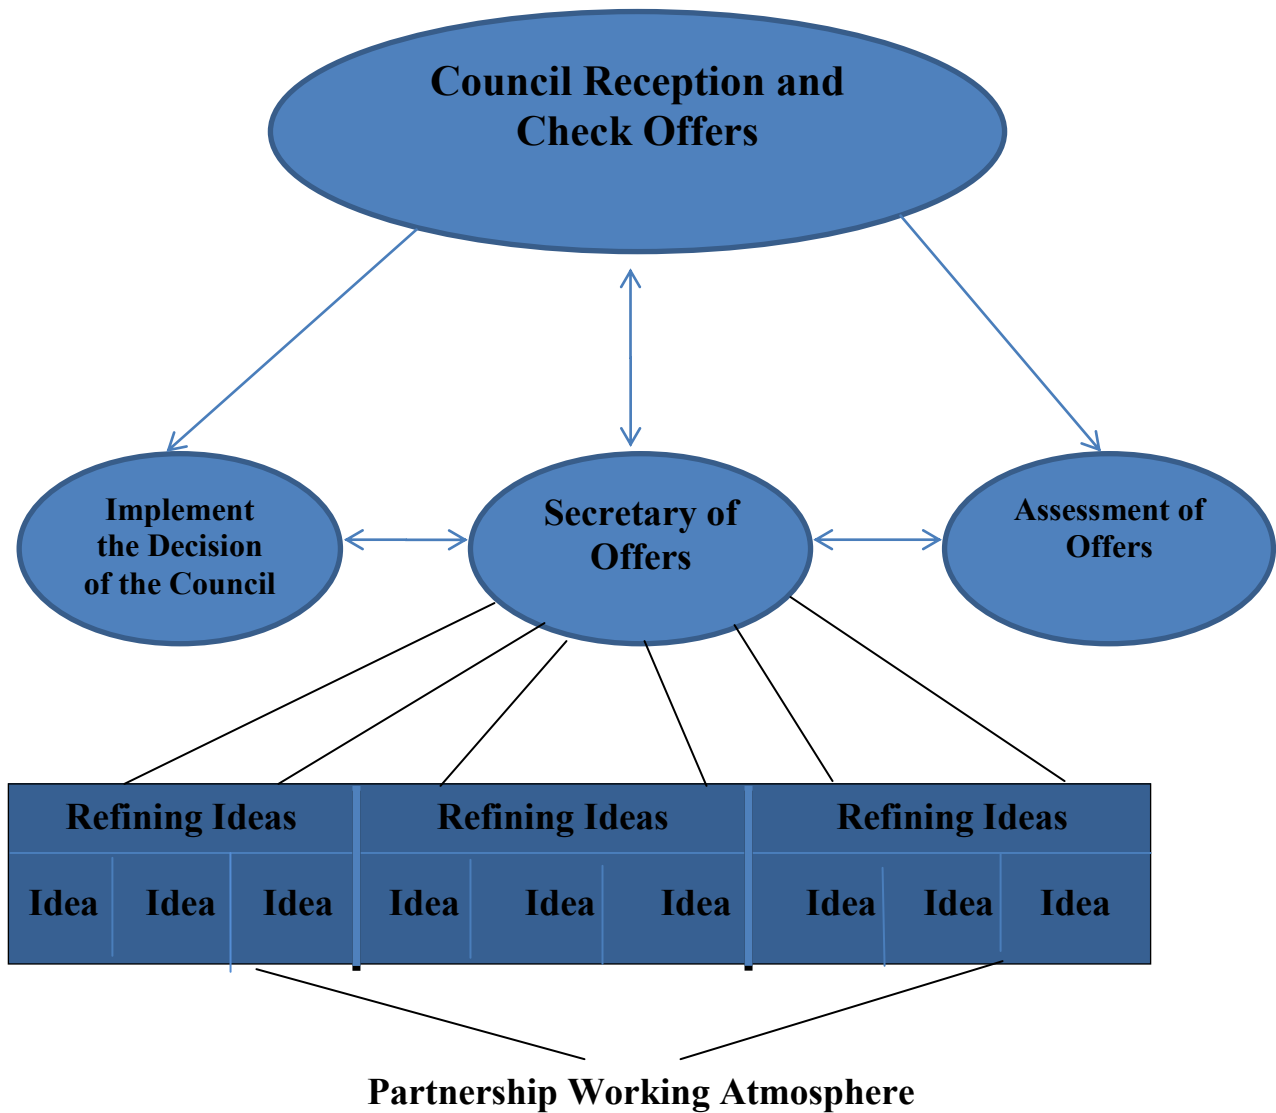 Council Reception and
Check Offers
Implement
the Decision
of the Council
Secretary of
Offers
Assessment of
Offers
Refining Ideas
Refining Ideas
Refining Ideas
Idea
Idea
Idea
Idea
Idea
Idea
Idea
Idea
Idea
Partnership Working Atmosphere